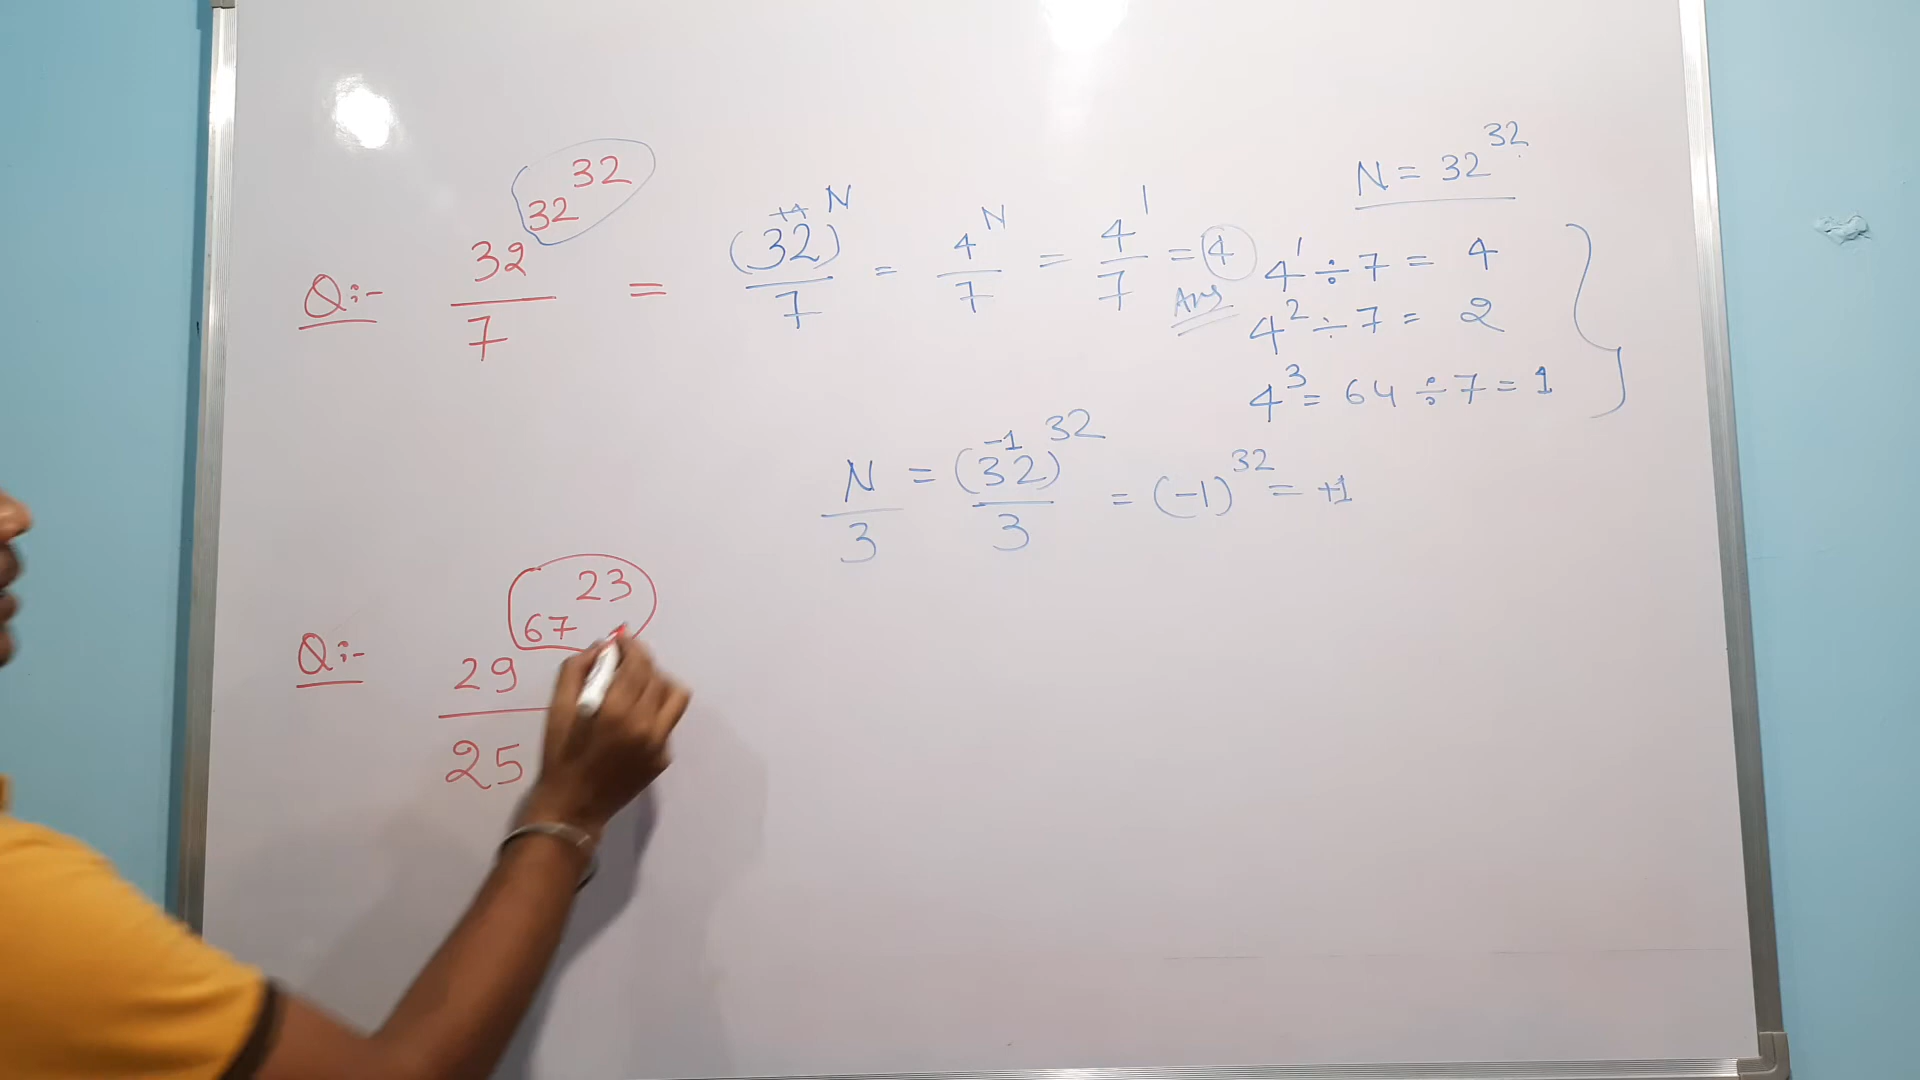 Q:- 32^32^32 / 7 = (32)^N / 7 = 4^N / 7 = 4^1 / 7 = 4 Ans
+4
N = 32^32
4^1 ÷ 7 = 4
4^2 ÷ 7 = 2
4^3 = 64 ÷ 7 = 1
N / 3 = (32)^32 / 3 = (-1)^32 = +1
-1
Q:- 29^67^23 / 25